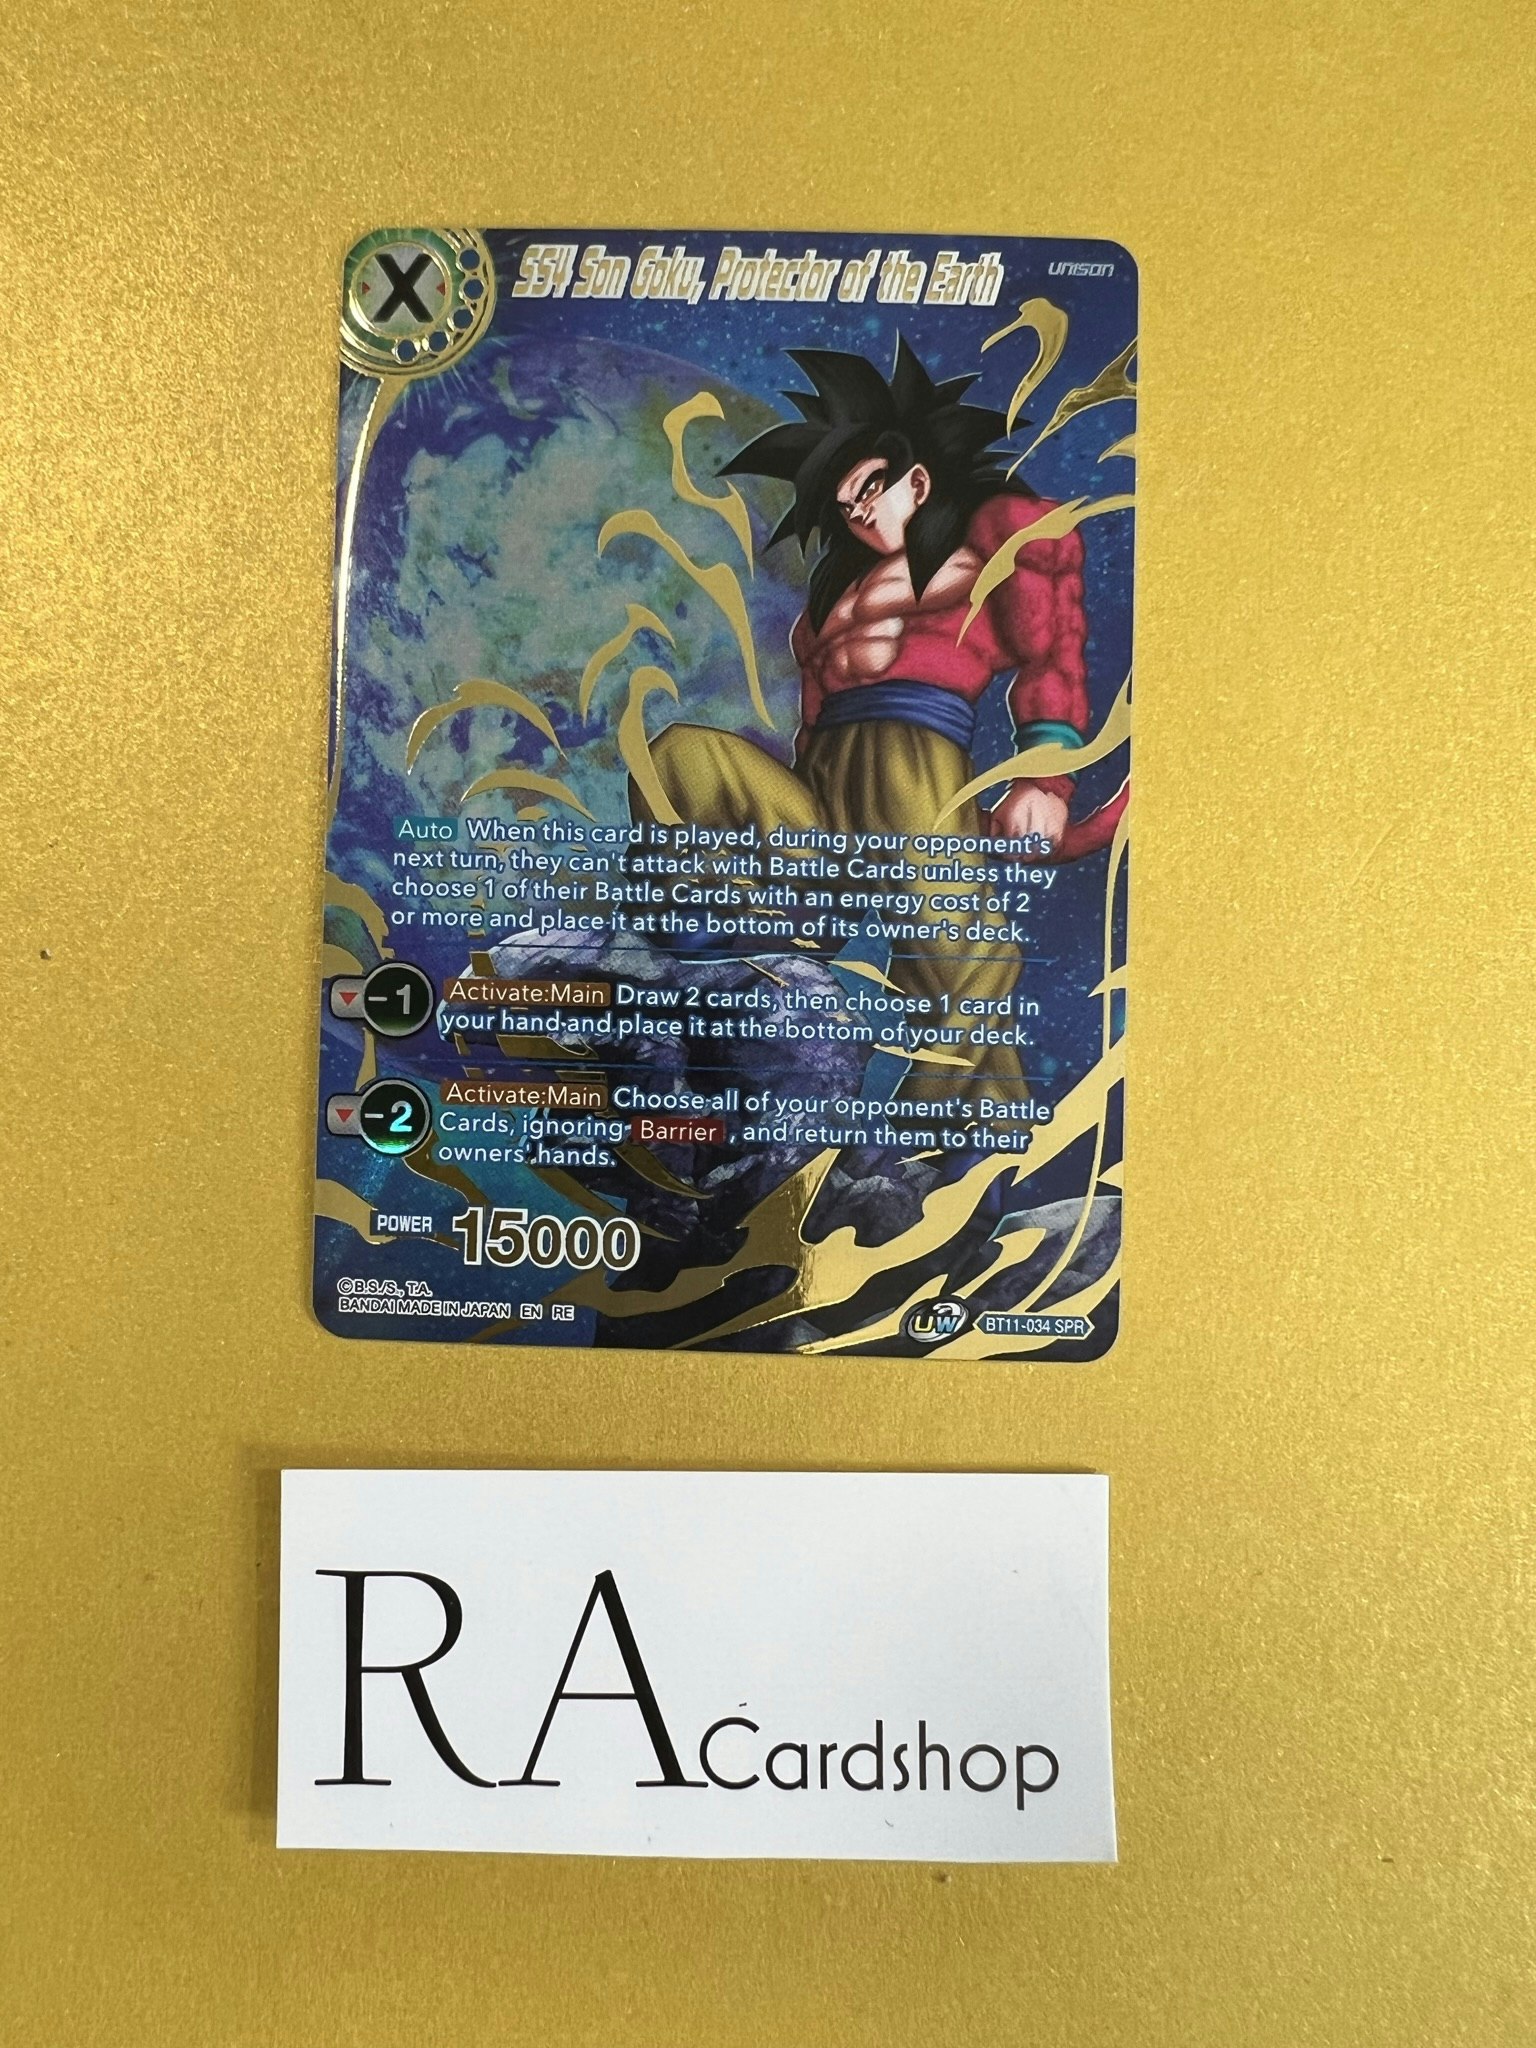 X
SS4 Son Goku, Protector of the Earth
UNISON
Auto When this card is played, during your opponent's
next turn, they can't attack with Battle Cards unless they
choose 1 of their Battle Cards with an energy cost of 2
or more and place it at the bottom of its owner's deck.
-1 Activate:Main Draw 2 cards, then choose 1 card in
your hand and place it at the bottom of your deck.
-2 Activate:Main Choose all of your opponent's Battle
Cards, ignoring Barrier, and return them to their
owners' hands.
POWER 15000
©B.S./S., T.A.
BANDAI MADE IN JAPAN EN RE
UW BT11-034 SPR
RA Cardshop